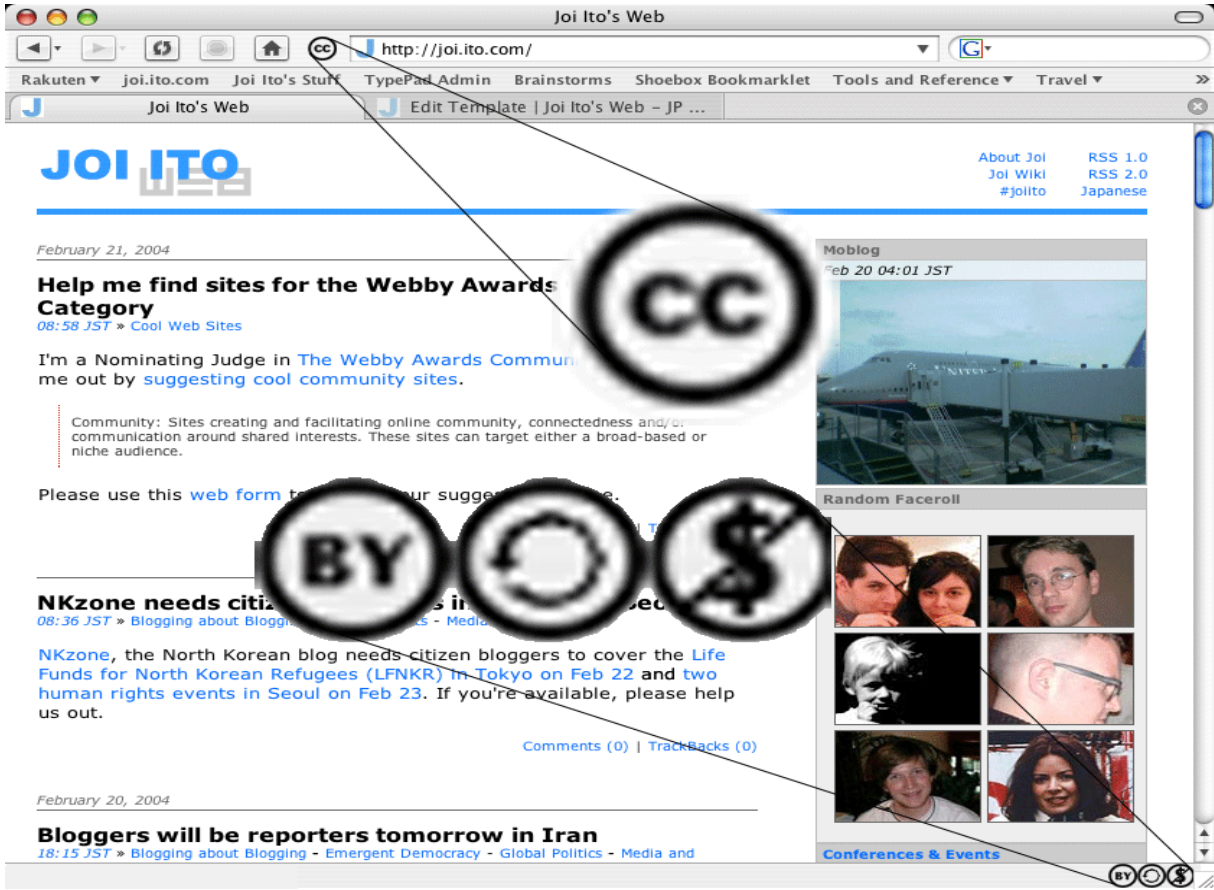 Joi Ito's Web
cc
http://joi.ito.com/
G
Rakuten joi.ito.com Joi Ito's Stuff TypePad Admin Brainstorms Shoebox Bookmarklet Tools and Reference Travel »
J Joi Ito's Web
J Edit Template | Joi Ito's Web – JP ...
JOI ITO
web
About Joi RSS 1.0
Joi Wiki RSS 2.0
#joiito Japanese
February 21, 2004
Help me find sites for the Webby Awards
Category
08:58 JST » Cool Web Sites
I'm a Nominating Judge in The Webby Awards
me out by suggesting cool community sites.
Community: Sites creating and facilitating online community, connectedness and/or
communication around shared interests. These sites can target either a broad-based or
niche audience.
Please use this web form
CC
BY $
NKzone needs
08:36 JST » Blogging about
NKzone, the North Korean blog needs citizen bloggers to cover the Life
Funds for North Korean Refugees (LFNKR) in Tokyo on Feb 22 and two
human rights events in Seoul on Feb 23. If you're available, please help
us out.
Comments (0) | TrackBacks (0)
February 20, 2004
Bloggers will be reporters tomorrow in Iran
18:15 JST » Blogging about Blogging - Emergent Democracy - Global Politics - Media and
Moblog
Feb 20 04:01 JST
UNITED
Random Faceroll
Conferences & Events
BY $